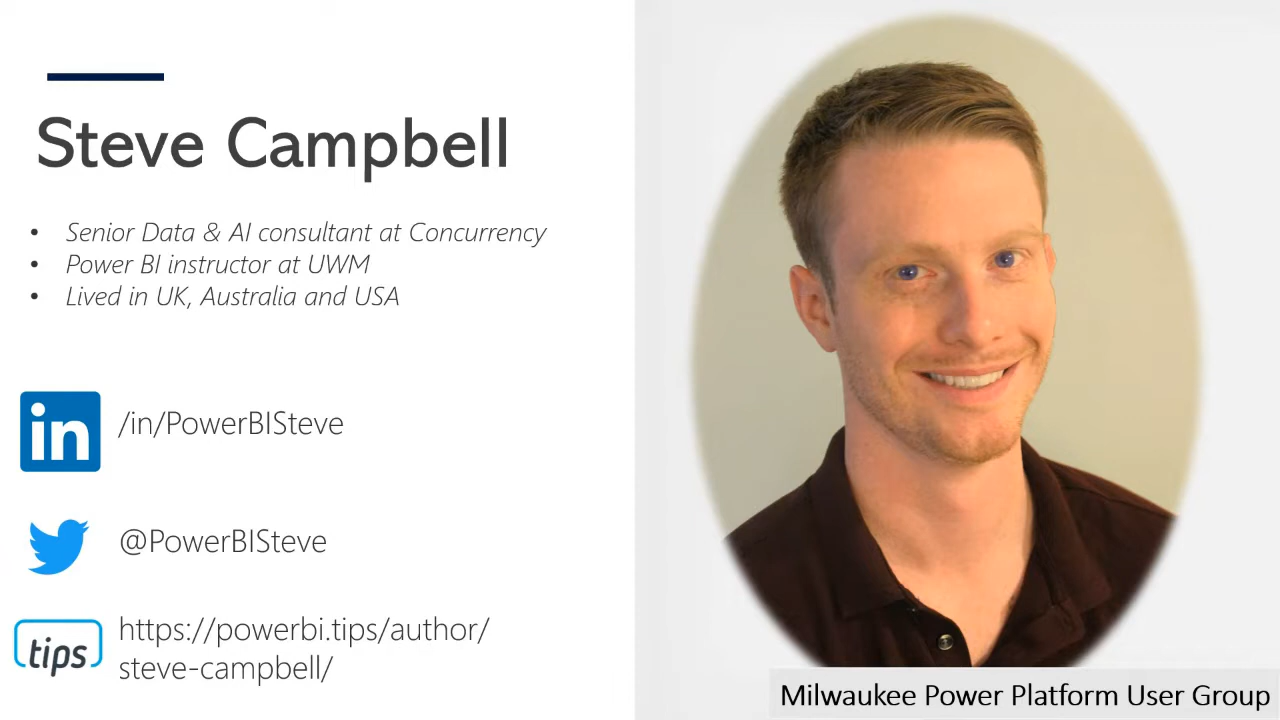 Steve Campbell
• Senior Data & AI consultant at Concurrency
• Power BI instructor at UWM
• Lived in UK, Australia and USA
in /in/PowerBISteve
@PowerBISteve
tips https://powerbi.tips/author/
steve-campbell/
Milwaukee Power Platform User Group